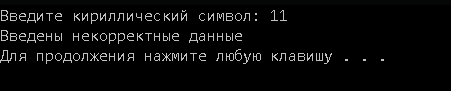 Введите кириллический символ: 11
Введены некорректные данные
Для продолжения нажмите любую клавишу . . .